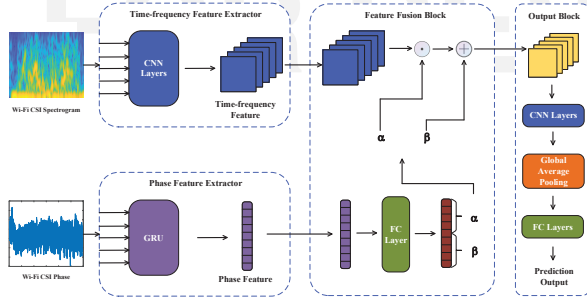 Time-frequency Feature Extractor
Feature Fusion Block
Output Block
CNN
Layers
Wi-Fi CSI Spectrogram
Time-frequency
Feature
α
β
CNN Layers
Global
Average
Pooling
Phase Feature Extractor
GRU
FC
Layer
α
β
FC Layers
Wi-Fi CSI Phase
Phase Feature
Prediction
Output